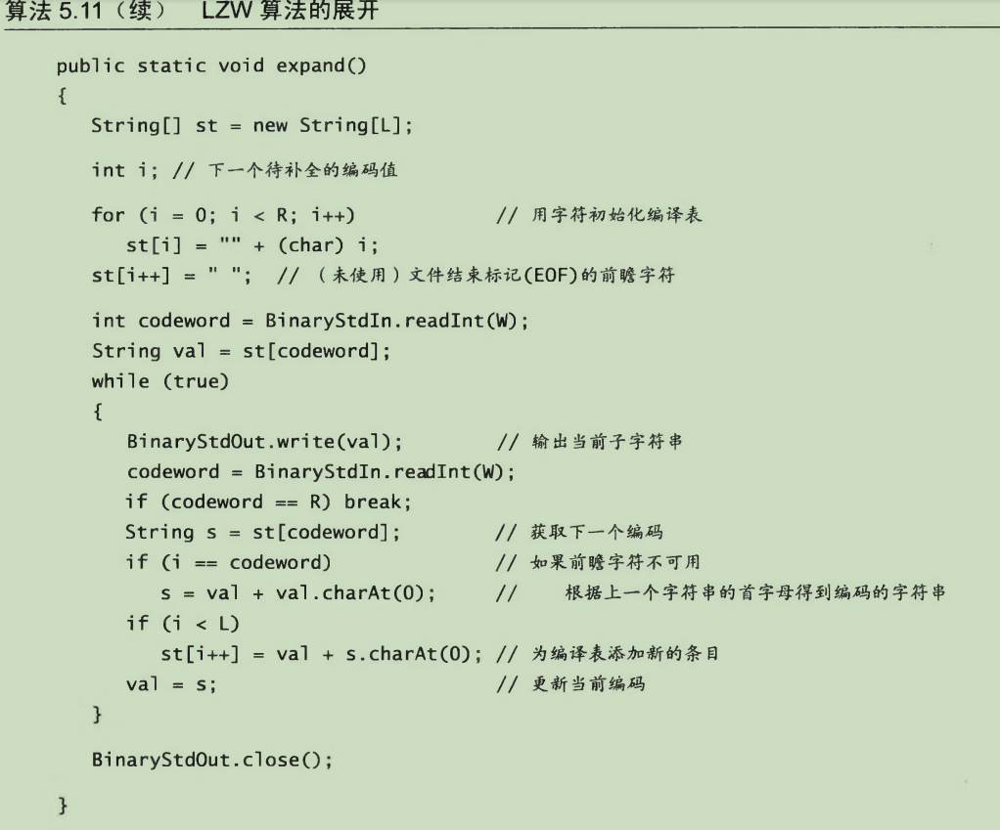 算法 5.11（续） LZW 算法的展开
public static void expand()
{
String[] st = new String[L];
int i; // 下一个待补全的编码值
for (i = 0; i < R; i++) // 用字符初始化编译表
st[i] = "" + (char) i;
st[i++] = " "; // （未使用）文件结束标记(EOF)的前瞻字符
int codeword = BinaryStdIn.readInt(W);
String val = st[codeword];
while (true)
{
BinaryStdOut.write(val); // 输出当前子字符串
codeword = BinaryStdIn.readInt(W);
if (codeword == R) break;
String s = st[codeword]; // 获取下一个编码
if (i == codeword) // 如果前瞻字符不可用
s = val + val.charAt(0); // 根据上一个字符串的首字母得到编码的字符串
if (i < L)
st[i++] = val + s.charAt(0); // 为编译表添加新的条目
val = s; // 更新当前编码
}
BinaryStdOut.close();
}